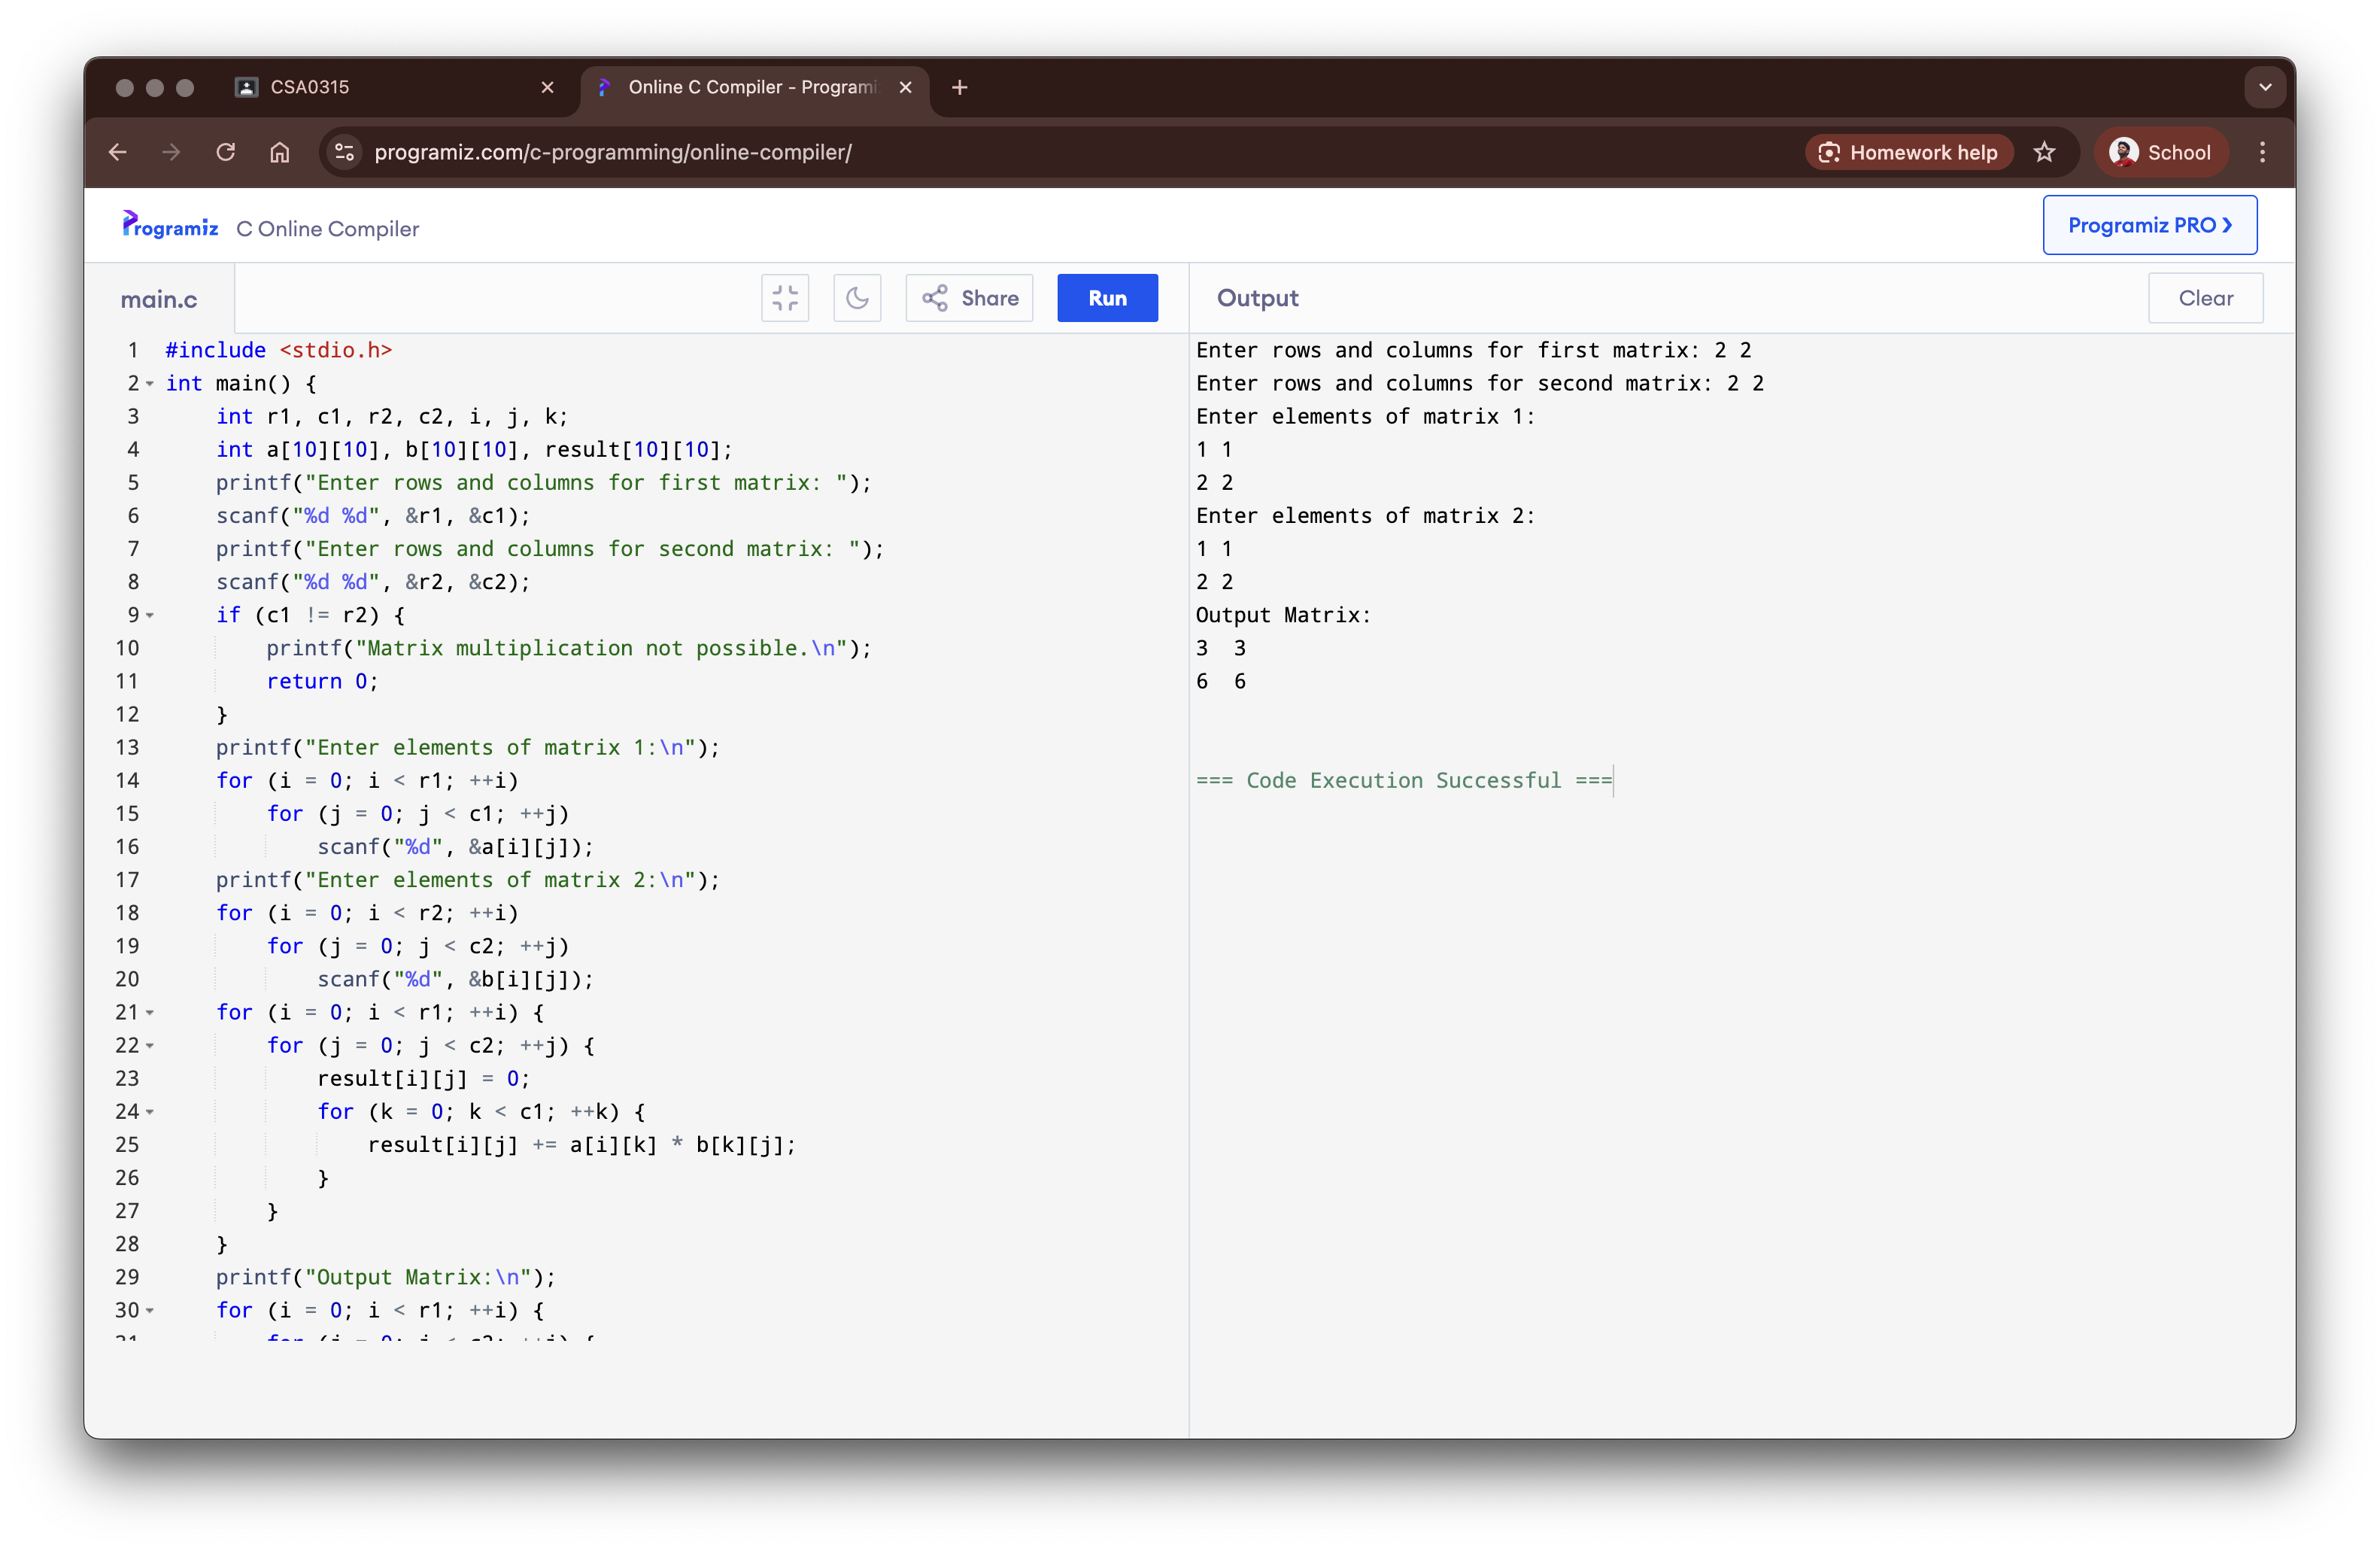 CSA0315
Online C Compiler - Programi
programiz.com/c-programming/online-compiler/
Homework help
School
Programiz C Online Compiler
Programiz PRO ❯
main.c
Share
Run
Output
Clear
1 #include <stdio.h>
2 int main() {
3 int r1, c1, r2, c2, i, j, k;
4 int a[10][10], b[10][10], result[10][10];
5 printf("Enter rows and columns for first matrix: ");
6 scanf("%d %d", &r1, &c1);
7 printf("Enter rows and columns for second matrix: ");
8 scanf("%d %d", &r2, &c2);
9 if (c1 != r2) {
10 printf("Matrix multiplication not possible.\n");
11 return 0;
12 }
13 printf("Enter elements of matrix 1:\n");
14 for (i = 0; i < r1; ++i)
15 for (j = 0; j < c1; ++j)
16 scanf("%d", &a[i][j]);
17 printf("Enter elements of matrix 2:\n");
18 for (i = 0; i < r2; ++i)
19 for (j = 0; j < c2; ++j)
20 scanf("%d", &b[i][j]);
21 for (i = 0; i < r1; ++i) {
22 for (j = 0; j < c2; ++j) {
23 result[i][j] = 0;
24 for (k = 0; k < c1; ++k) {
25 result[i][j] += a[i][k] * b[k][j];
26 }
27 }
28 }
29 printf("Output Matrix:\n");
30 for (i = 0; i < r1; ++i) {
31 for (j = 0; j < c2; ++j) {
Enter rows and columns for first matrix: 2 2
Enter rows and columns for second matrix: 2 2
Enter elements of matrix 1:
1 1
2 2
Enter elements of matrix 2:
1 1
2 2
Output Matrix:
3 3
6 6
=== Code Execution Successful ===